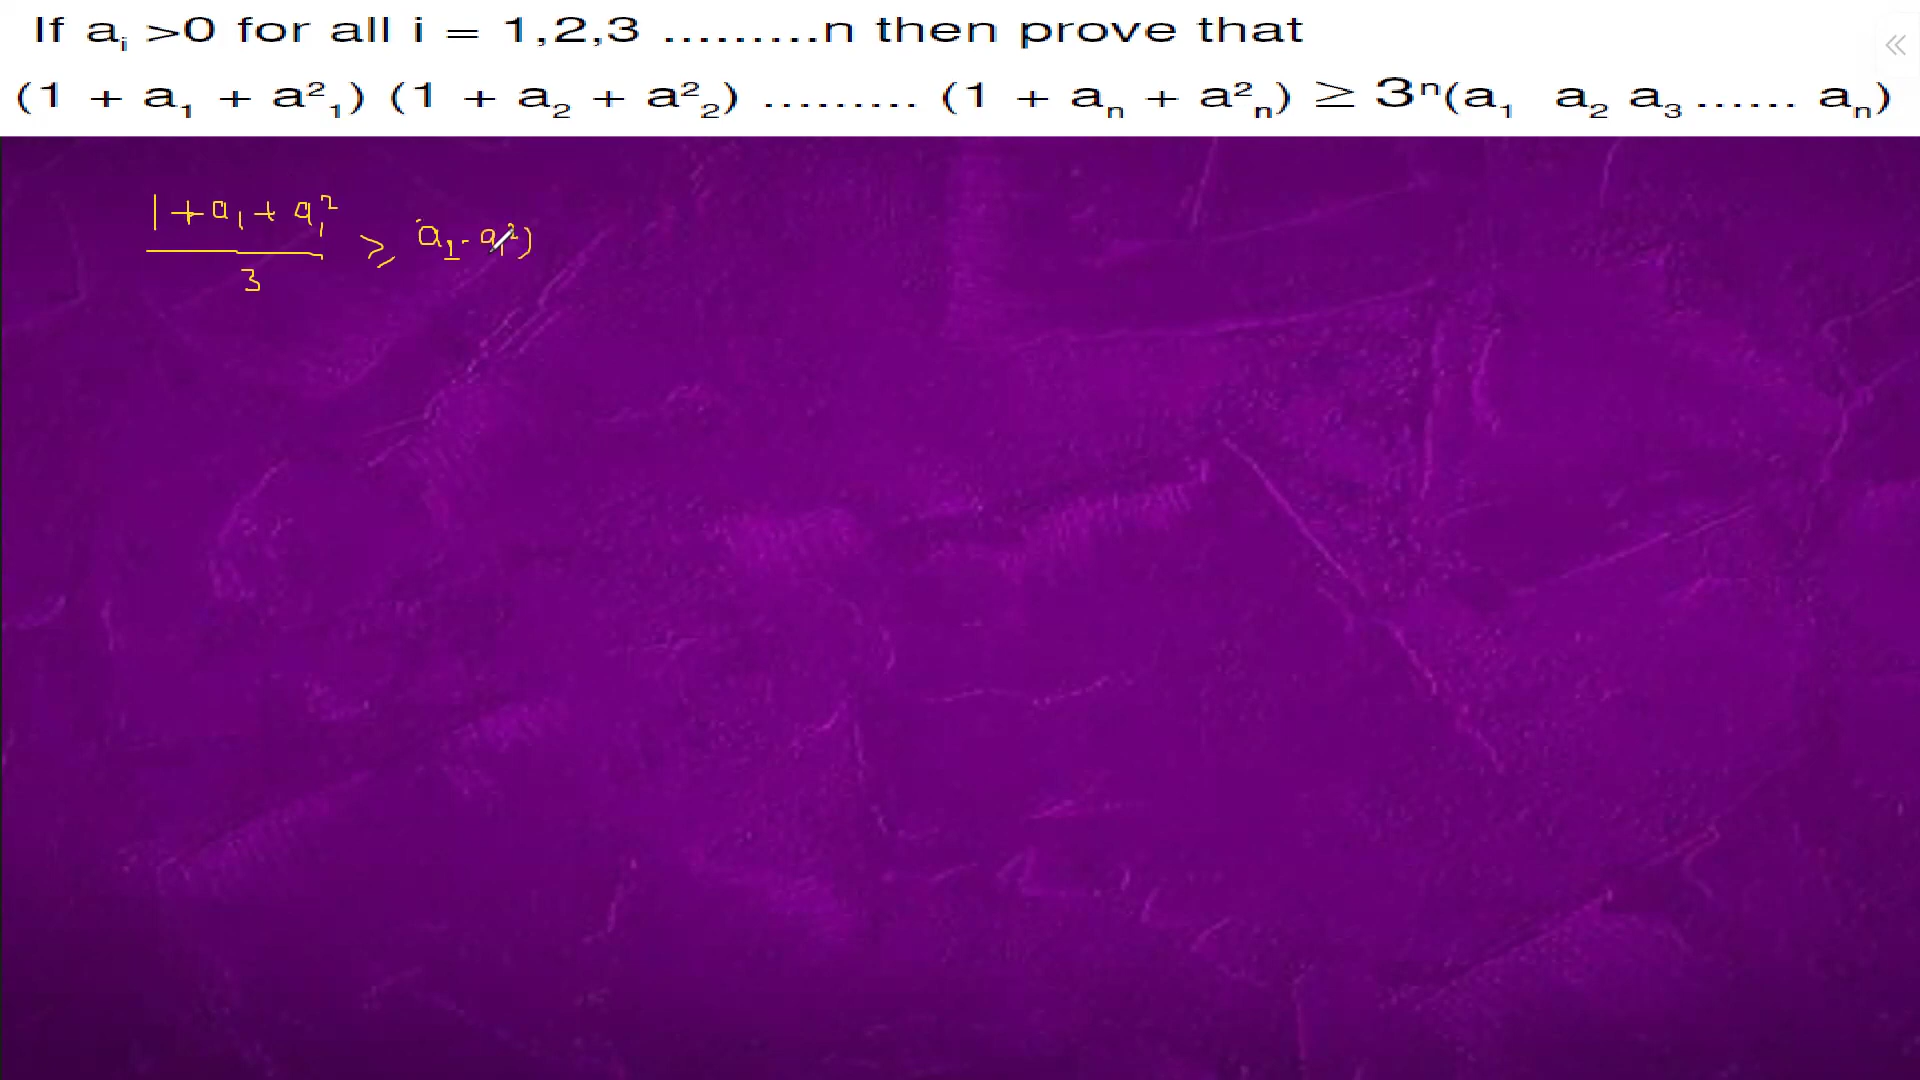 If aᵢ >0 for all i = 1,2,3 .........n then prove that
(1 + a₁ + a²₁) (1 + a₂ + a²₂) ......... (1 + aₙ + a²ₙ) ≥ 3ⁿ(a₁ a₂ a₃...... aₙ)
1 + a₁ + a₁²
≥ a₁. a₁²)
3